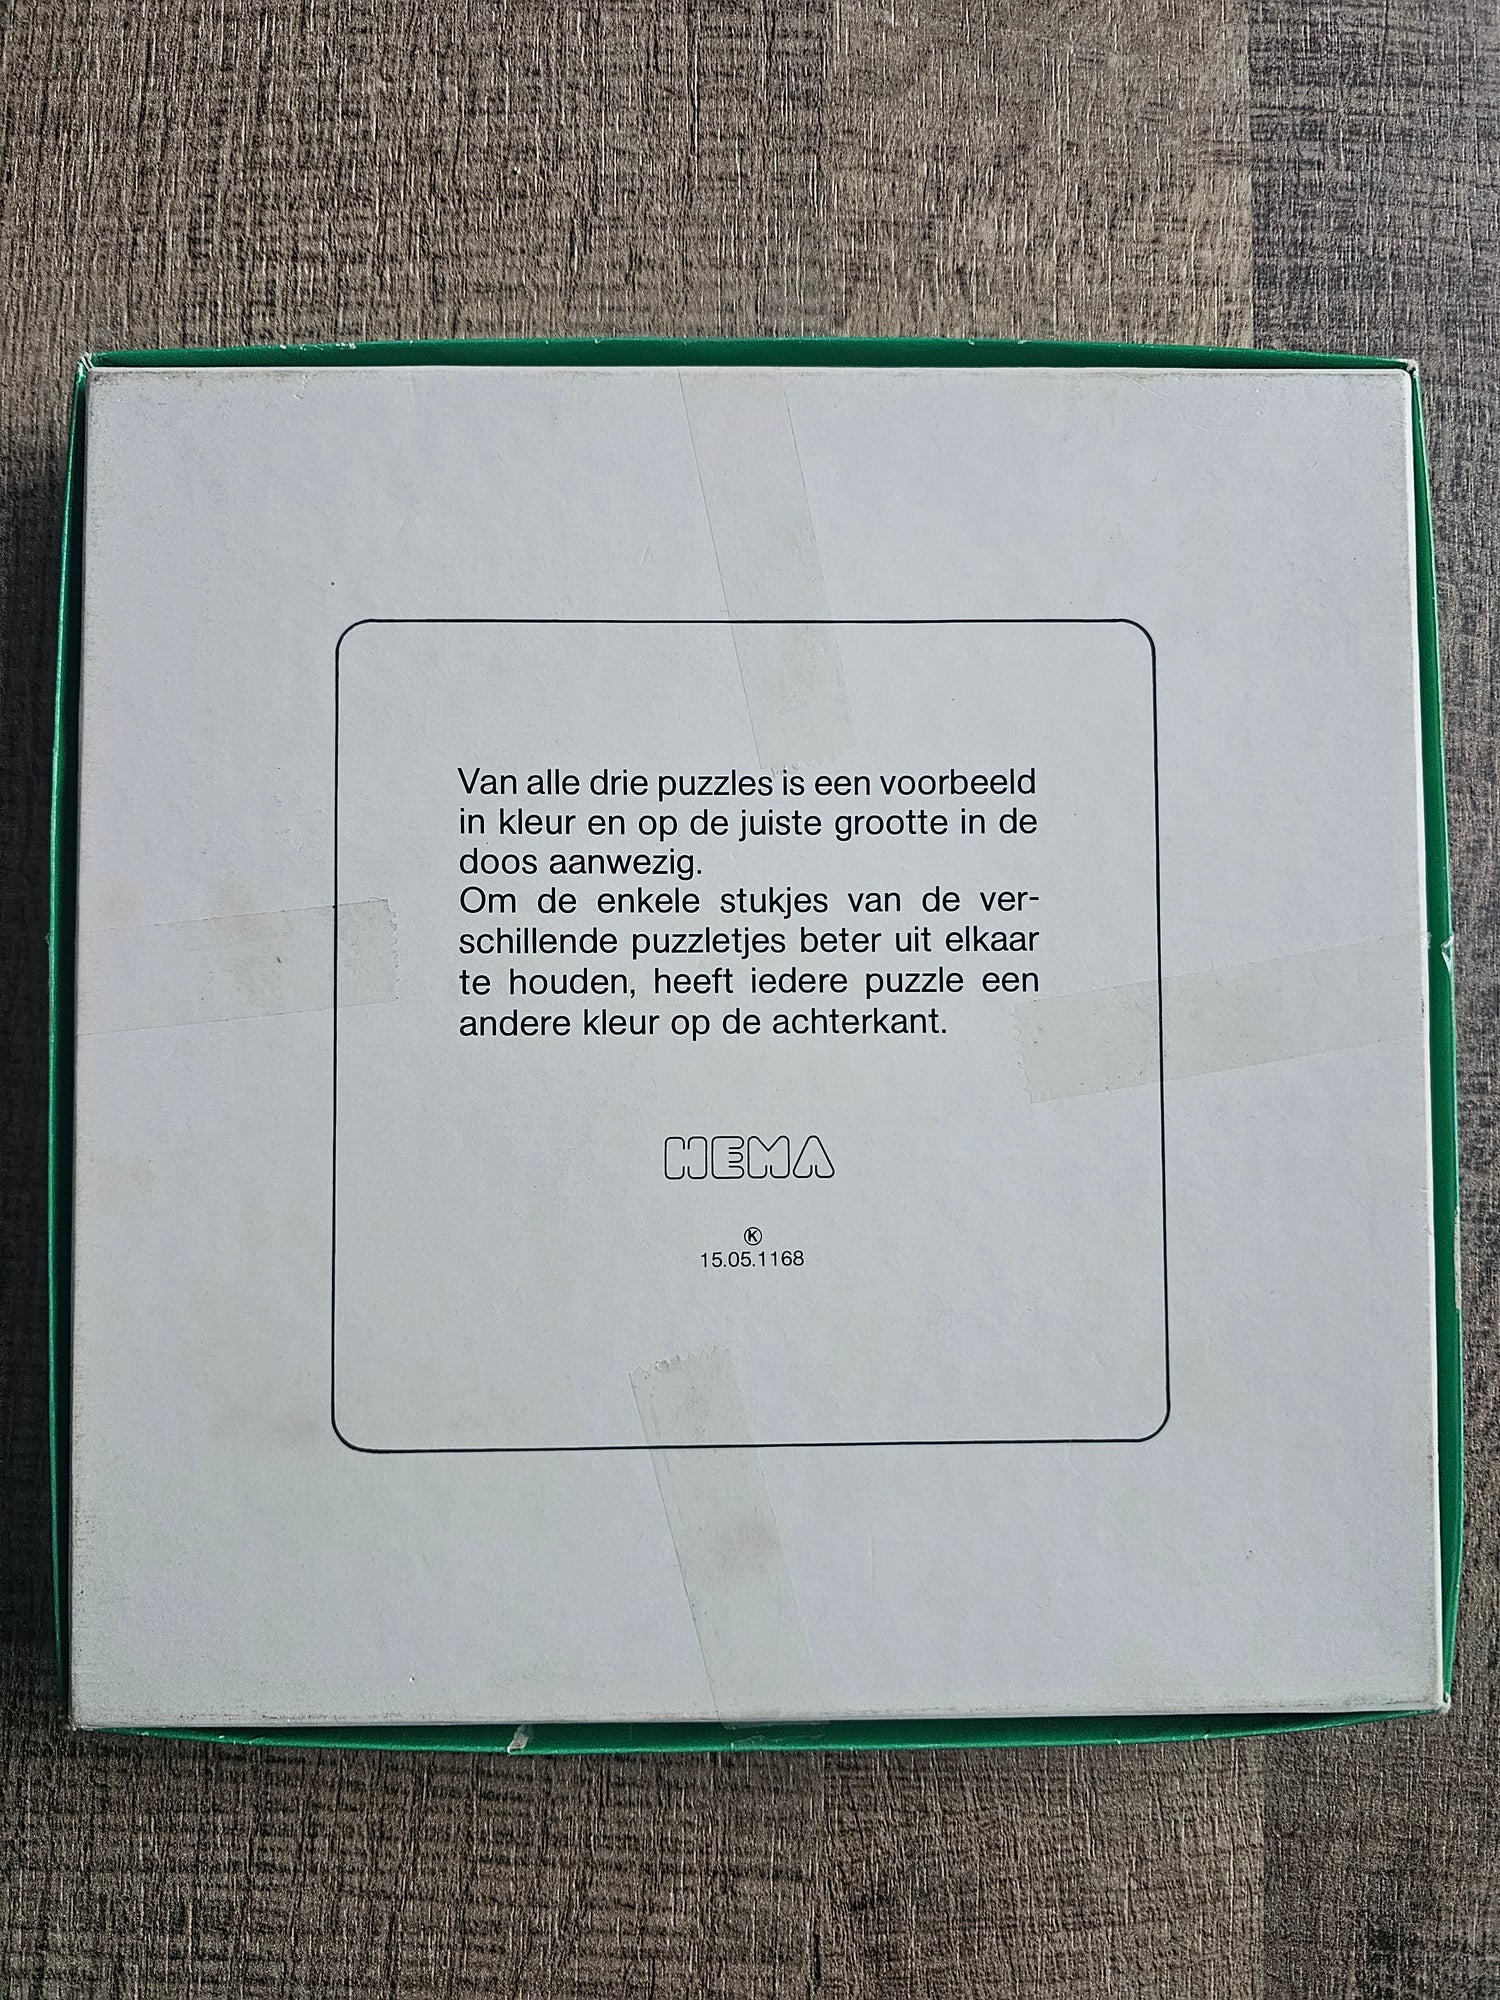 Van alle drie puzzles is een voorbeeld
in kleur en op de juiste grootte in de
doos aanwezig.
Om de enkele stukjes van de ver-
schillende puzzletjes beter uit elkaar
te houden, heeft iedere puzzle een
andere kleur op de achterkant.
HEMA
Ⓚ
15.05.1168